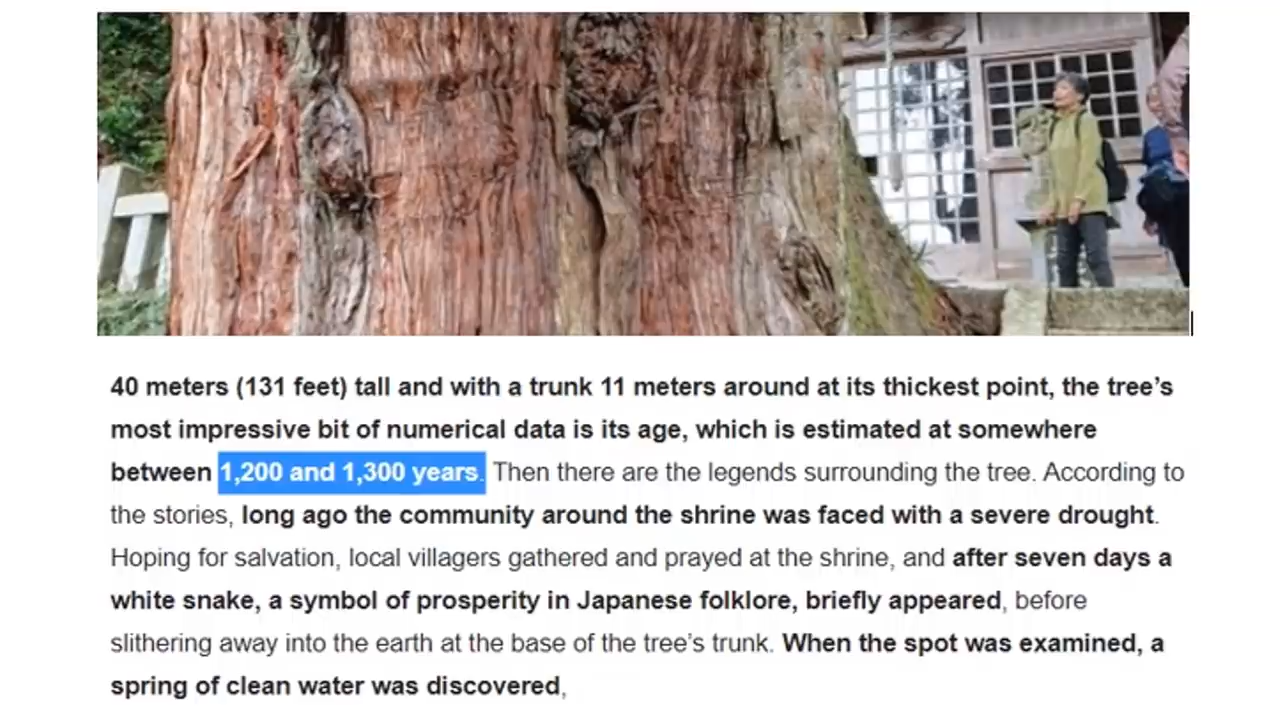 40 meters (131 feet) tall and with a trunk 11 meters around at its thickest point, the tree’s
most impressive bit of numerical data is its age, which is estimated at somewhere
between 1,200 and 1,300 years. Then there are the legends surrounding the tree. According to
the stories, long ago the community around the shrine was faced with a severe drought.
Hoping for salvation, local villagers gathered and prayed at the shrine, and after seven days a
white snake, a symbol of prosperity in Japanese folklore, briefly appeared, before
slithering away into the earth at the base of the tree’s trunk. When the spot was examined, a
spring of clean water was discovered,